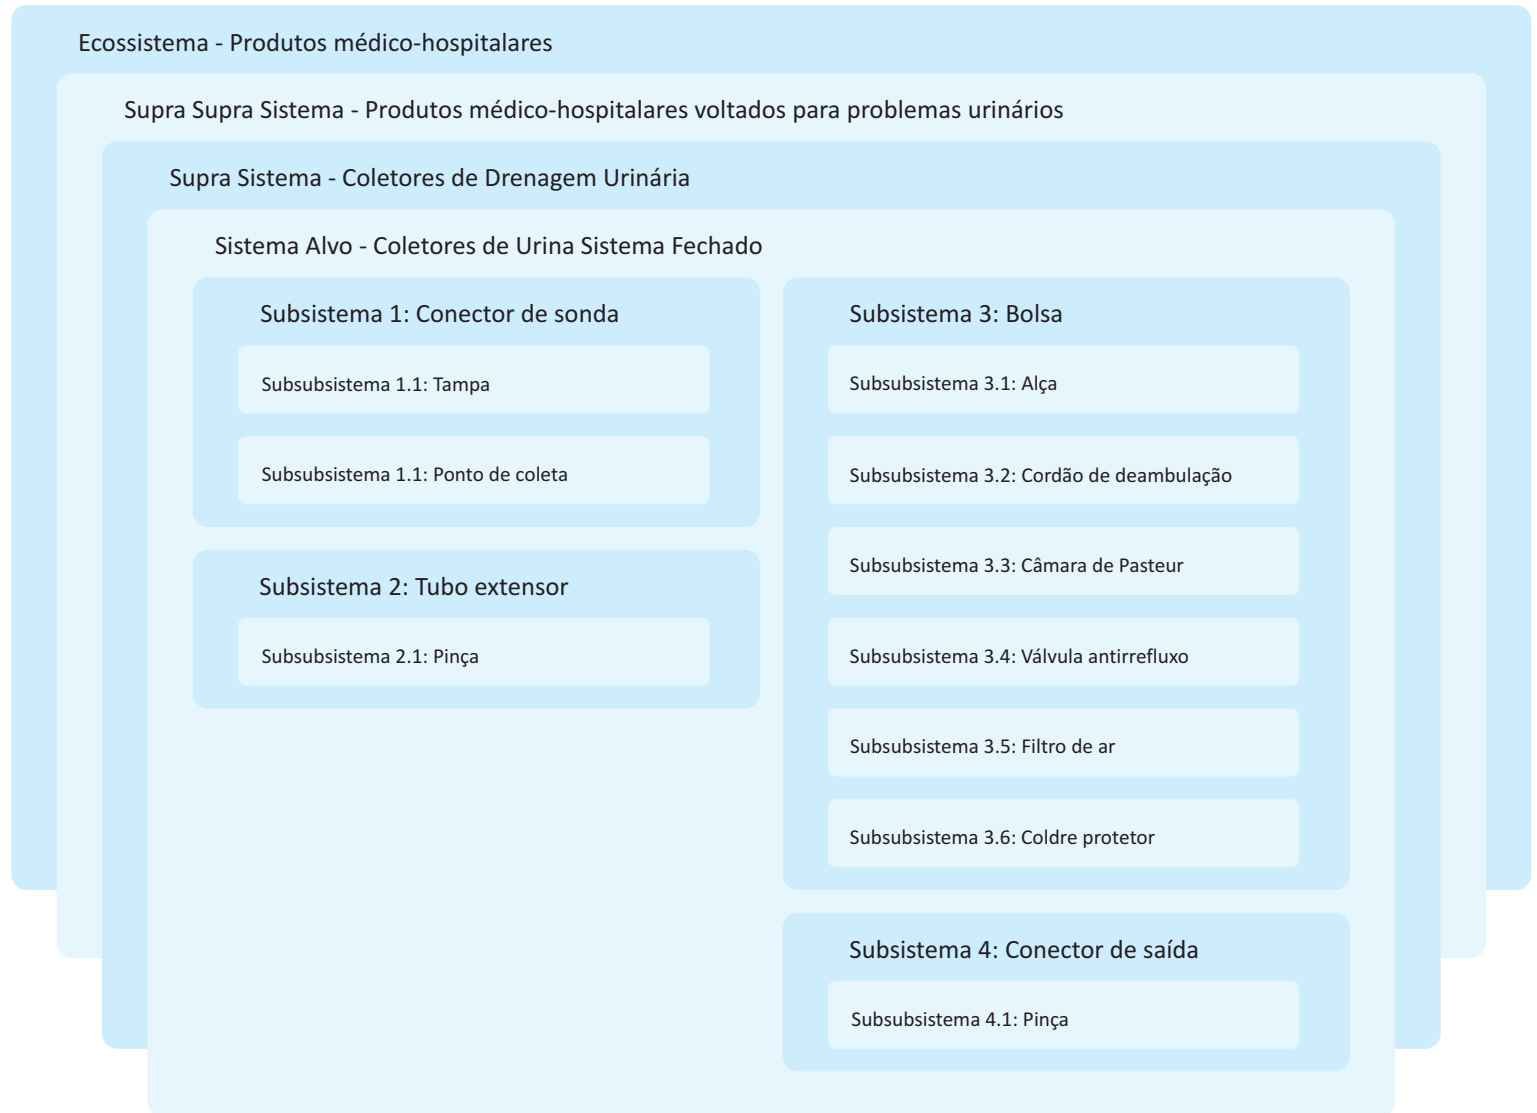 Ecossistema - Produtos médico-hospitalares
Supra Supra Sistema - Produtos médico-hospitalares voltados para problemas urinários
Supra Sistema - Coletores de Drenagem Urinária
Sistema Alvo - Coletores de Urina Sistema Fechado
Subsistema 1: Conector de sonda
Subsubsistema 1.1: Tampa
Subsubsistema 1.1: Ponto de coleta
Subsistema 2: Tubo extensor
Subsubsistema 2.1: Pinça
Subsistema 3: Bolsa
Subsubsistema 3.1: Alça
Subsubsistema 3.2: Cordão de deambulação
Subsubsistema 3.3: Câmara de Pasteur
Subsubsistema 3.4: Válvula antirrefluxo
Subsubsistema 3.5: Filtro de ar
Subsubsistema 3.6: Coldre protetor
Subsistema 4: Conector de saída
Subsubsistema 4.1: Pinça